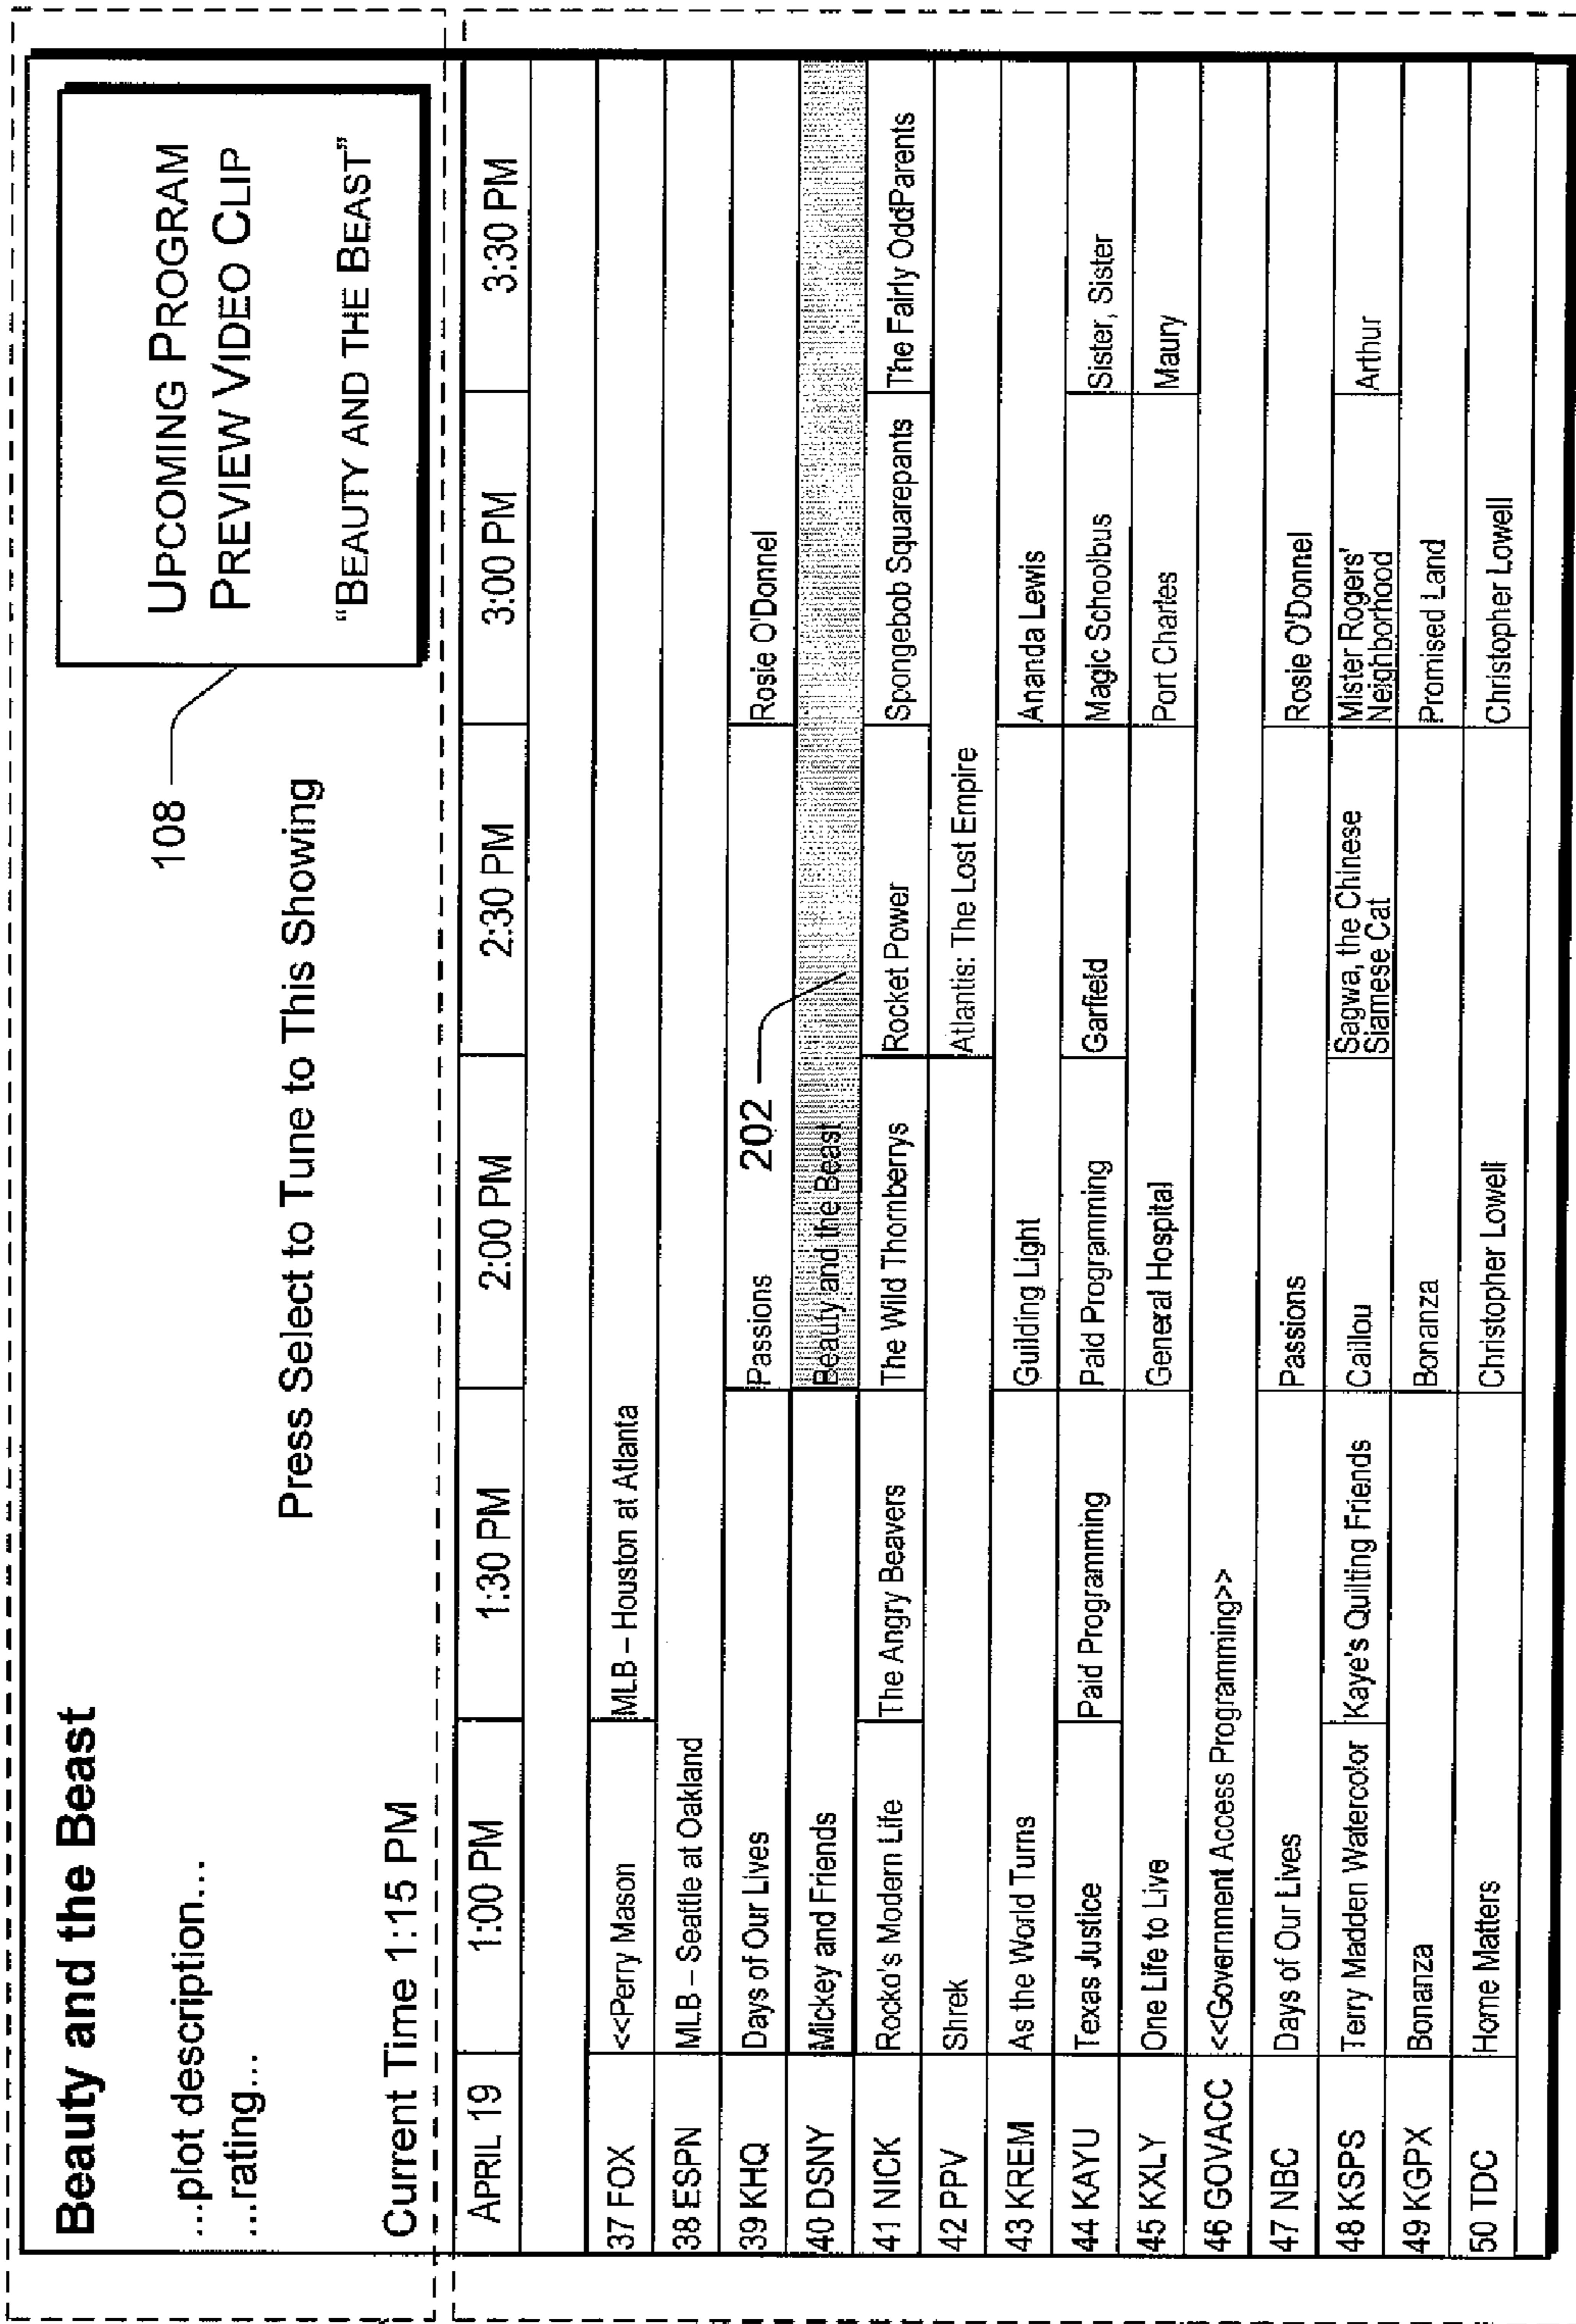 Beauty and the Beast
...plot description...
...rating...
Press Select to Tune to This Showing
Current Time 1:15 PM
108
UPCOMING PROGRAM
PREVIEW VIDEO CLIP
“BEAUTY AND THE BEAST”
APRIL 19 1:00 PM 1:30 PM 2:00 PM 2:30 PM 3:00 PM 3:30 PM
37 FOX <<Perry Mason MLB – Houston at Atlanta
38 ESPN MLB – Seattle at Oakland
39 KHQ Days of Our Lives Passions Rosie O'Donnel
202
40 DSNY Mickey and Friends Beauty and the Beast
41 NICK Rocko's Modern Life The Angry Beavers The Wild Thornberrys Rocket Power Spongebob Squarepants The Fairly OddParents
42 PPV Shrek Atlantis: The Lost Empire
43 KREM As the World Turns Guilding Light Ananda Lewis
44 KAYU Texas Justice Paid Programming Paid Programming Garfield Magic Schoolbus Sister, Sister
45 KXLY One Life to Live General Hospital Port Charles Maury
46 GOVACC <<Government Access Programming>>
47 NBC Days of Our Lives Passions Rosie O'Donnel
48 KSPS Terry Madden Watercolor Kaye's Quilting Friends Caillou Sagwa, the Chinese Mister Rogers' Arthur
Siamese Cat Neighborhood
49 KGPX Bonanza Bonanza Promised Land
50 TDC Home Matters Christopher Lowell Christopher Lowell